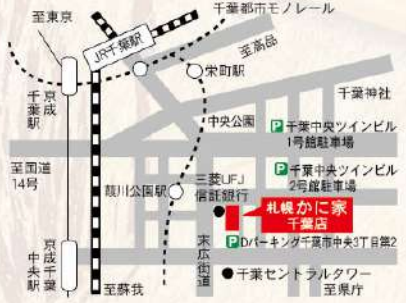 至東京
千葉都市モノレール
JR千葉駅
至高品
栄町駅
京成
千葉駅
千葉神社
中央公園
P千葉中央ツインビル
1号館駐車場
至国道
14号
P千葉中央ツインビル
2号館駐車場
葭川公園駅
三菱UFJ
信託銀行
札幌かに家
千葉店
京成千葉
中央駅
末広街道
PDパーキング千葉市中央3丁目第2
千葉セントラルタワー
至蘇我
至県庁